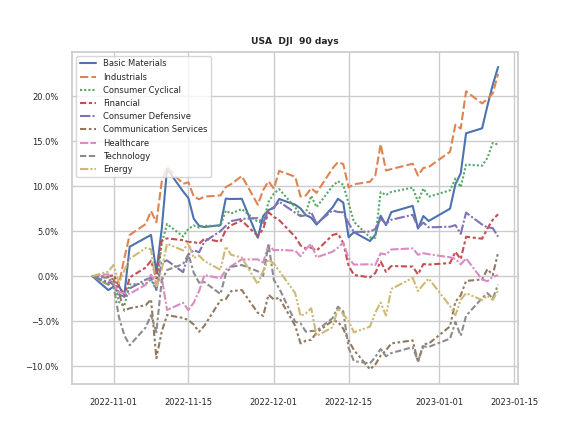 USA DJI 90 days
Basic Materials
Industrials
Consumer Cyclical
Financial
Consumer Defensive
Communication Services
Healthcare
Technology
Energy
20.0%
15.0%
10.0%
5.0%
0.0%
−5.0%
−10.0%
2022-11-01 2022-11-15 2022-12-01 2022-12-15 2023-01-01 2023-01-15